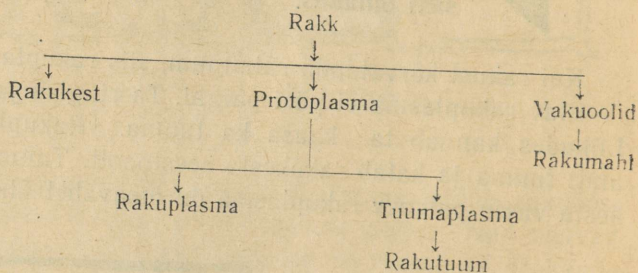 Rakk
Rakukest
Protoplasma
Vakuoolid
Rakumahl
Rakuplasma
Tuumaplasma
Rakutuum